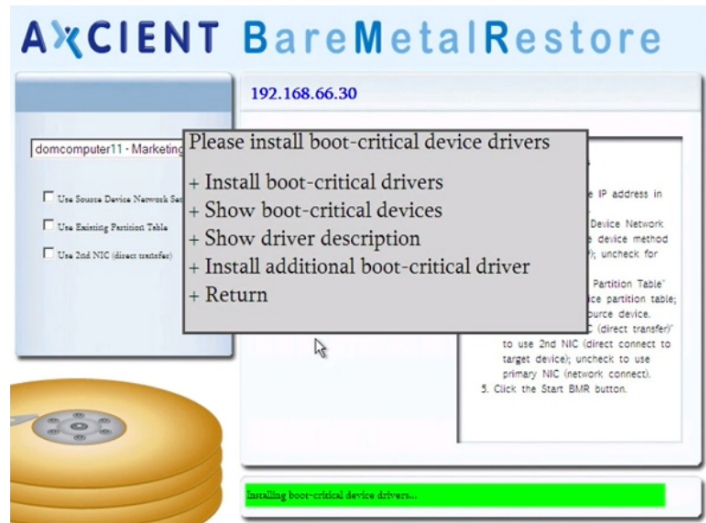 AXCIENT BareMetalRestore
192.168.66.30
domcomputer11 - Marketing
Use Source Device Network
Use Existing Partition Table
Use 2nd NIC (direct transfer)
Please install boot-critical device drivers
+ Install boot-critical drivers
+ Show boot-critical devices
+ Show driver description
+ Install additional boot-critical driver
+ Return
IP address in
Device Network
device method
uncheck for
Partition Table"
partition table;
device.
(direct transfer)"
to use 2nd NIC (direct connect to
target device); uncheck to use
primary NIC (network connect).
5. Click the Start BMR button.
Installing boot-critical device drivers...